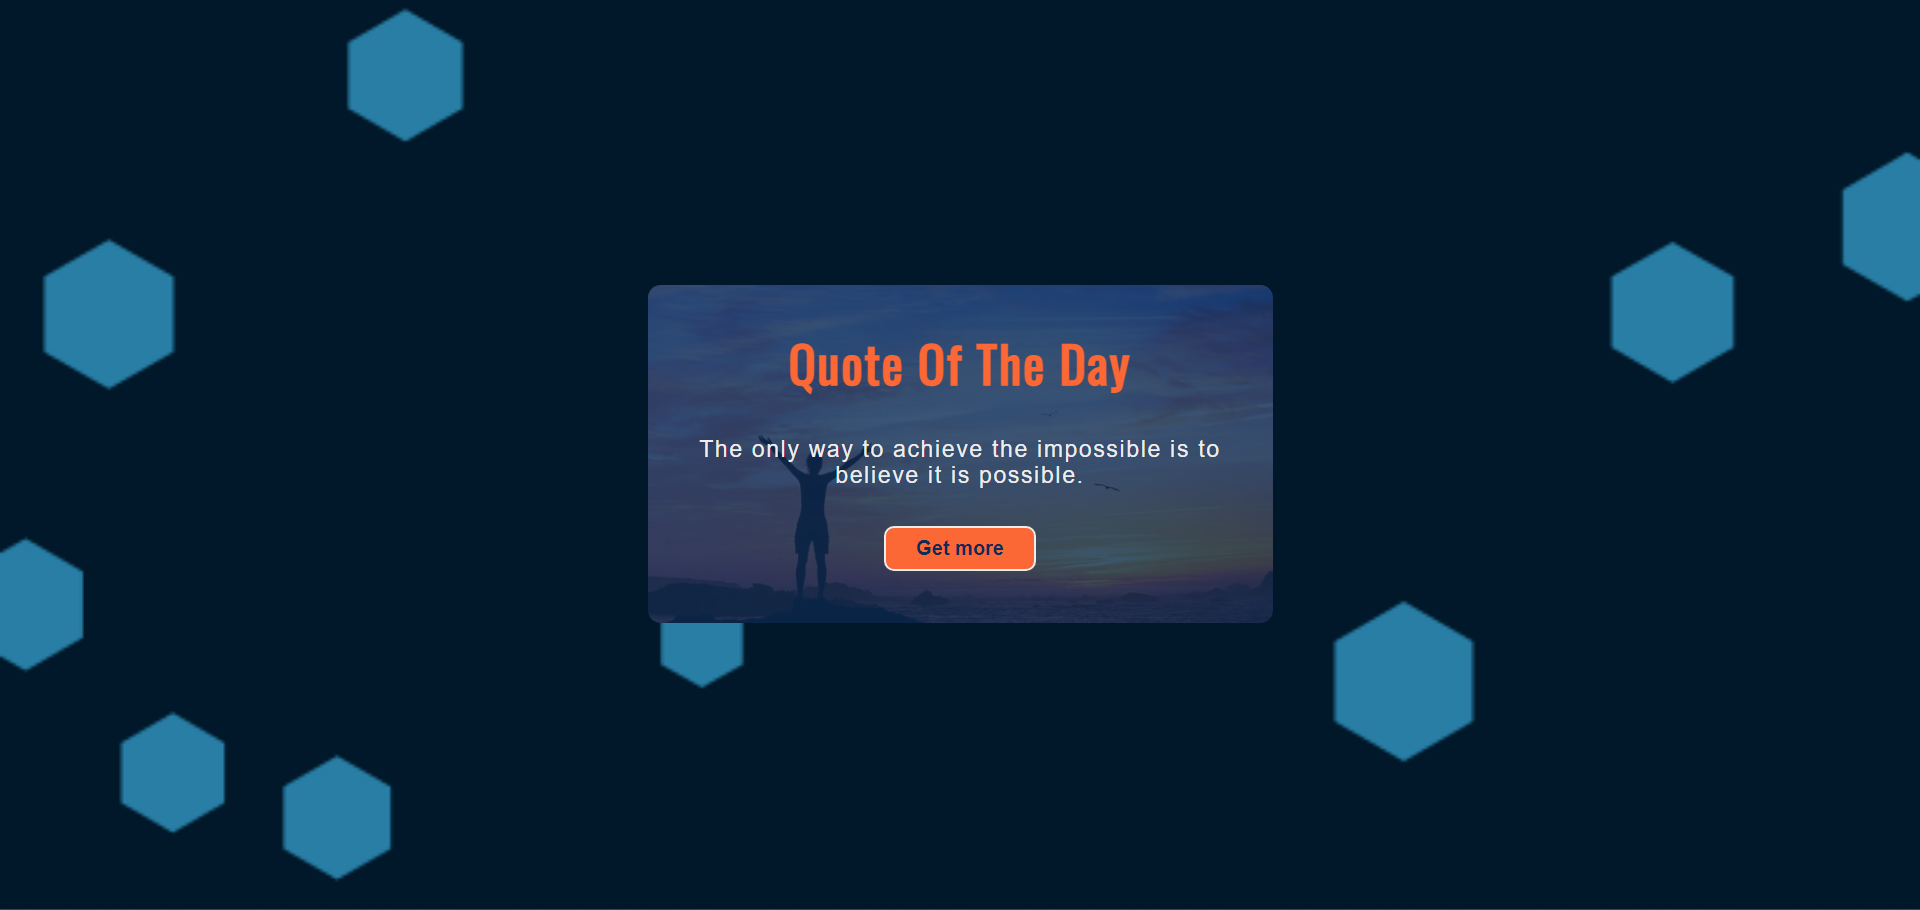 Quote Of The Day
The only way to achieve the impossible is to
believe it is possible.
Get more